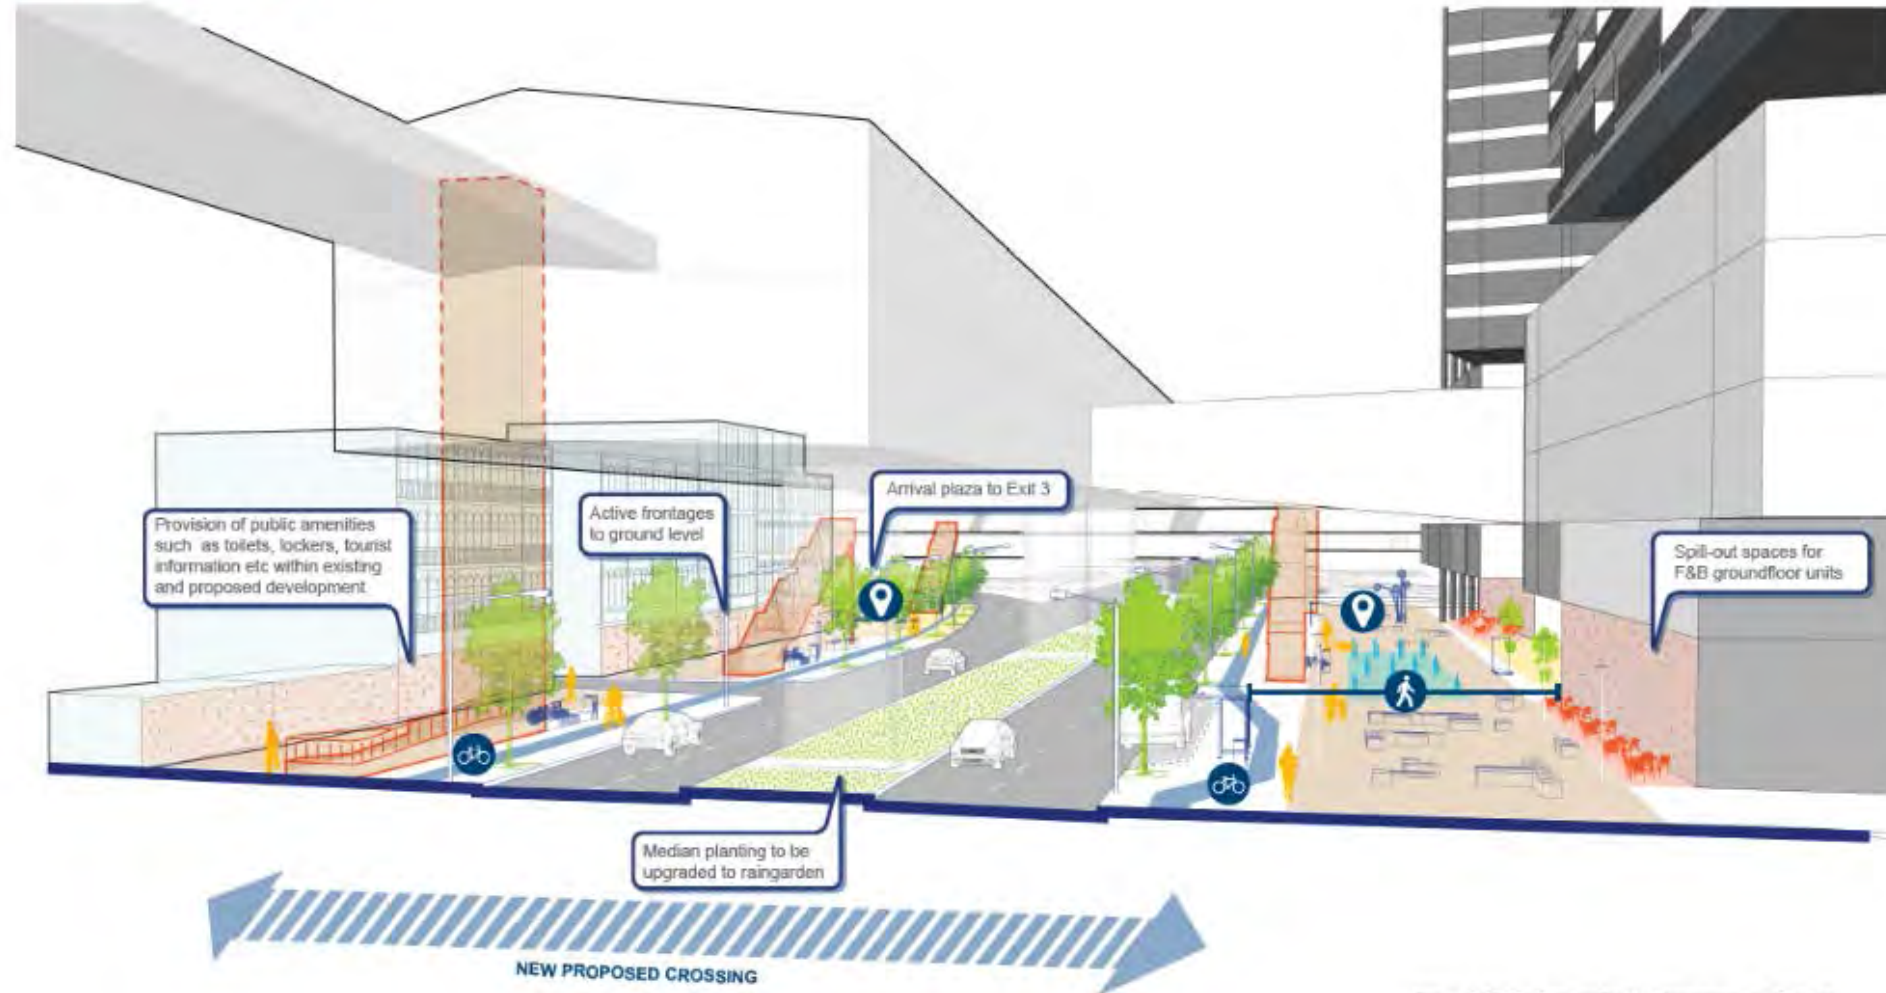 Arrival plaza to Exit 3
Active frontages
to ground level
Provision of public amenities
such as toilets, lockers, tourist
information etc within existing
and proposed development
Spill-out spaces for
F&B groundfloor units
Median planting to be
upgraded to raingarden
NEW PROPOSED CROSSING